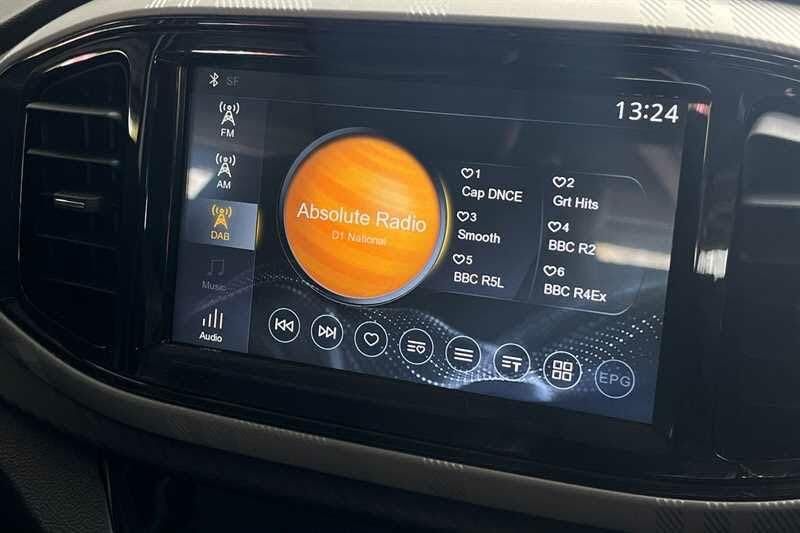 SF
13:24
FM
AM
DAB
Music
Audio
Absolute Radio
D1 National
1
Cap DNCE
2
Grt Hits
3
Smooth
4
BBC R2
5
BBC R5L
6
BBC R4Ex
T
EPG